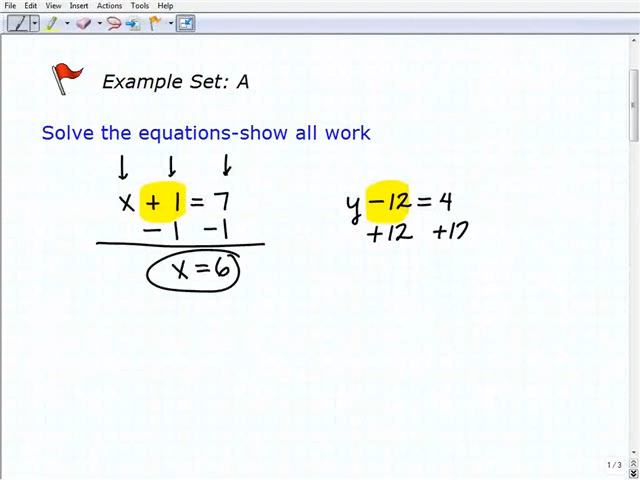 File Edit View Insert Actions Tools Help
Example Set: A
Solve the equations-show all work
x + 1 = 7
- 1 -1
x = 6
y - 12 = 4
+12 +12
1/3